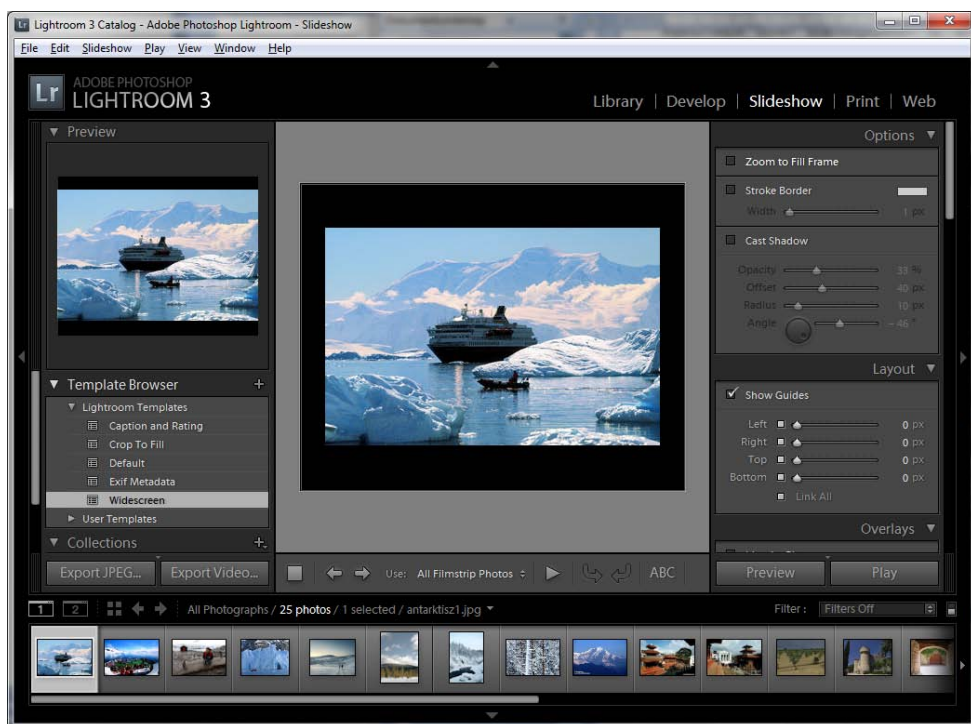 Lightroom 3 Catalog - Adobe Photoshop Lightroom - Slideshow
File Edit Slideshow Play View Window Help
Lr ADOBE PHOTOSHOP
LIGHTROOM 3
Library | Develop | Slideshow | Print | Web
Preview
Template Browser
Lightroom Templates
Caption and Rating
Crop To Fill
Default
Exif Metadata
Widescreen
User Templates
Collections
Export JPEG... Export Video...
Use: All Filmstrip Photos
ABC
Options
Zoom to Fill Frame
Stroke Border
Width 1 px
Cast Shadow
Opacity 33 %
Offset 40 px
Radius 10 px
Angle - 46 °
Layout
Show Guides
Left 0 px
Right 0 px
Top 0 px
Bottom 0 px
Link All
Overlays
Preview Play
1 2 All Photographs / 25 photos / 1 selected / antarktisz1.jpg
Filter : Filters Off